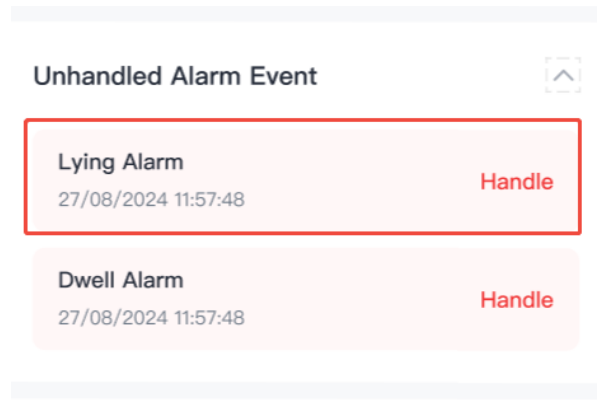 Unhandled Alarm Event
Lying Alarm
Handle
27/08/2024 11:57:48
Dwell Alarm
Handle
27/08/2024 11:57:48